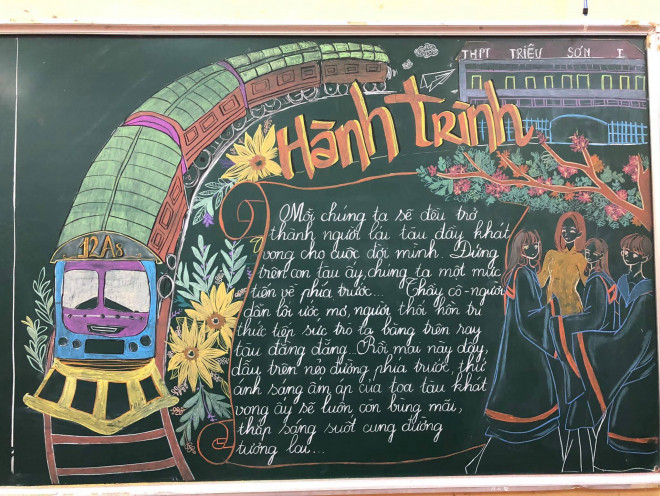 THPT TRIỆU SƠN I
Hành trình
12A8
Mỗi chúng ta sẽ đều trở
thành người lái tàu đầy khát
vọng cho cuộc đời mình. Đứng
trên con tàu ấy, chúng ta một mực
tiến về phía trước... Thầy cô - người
dẫn lối ước mơ, người thổi hồn tri
thức tiếp sức trò lạ băng trên ray
tàu đằng đẵng... Rồi mai này đây,
dẫu trên nẻo đường phía trước, thứ
ánh sáng ấm áp của toa tàu khát
vọng ấy sẽ luôn còn bùng mãi,
thắp sáng suốt cung đường
tương lai...